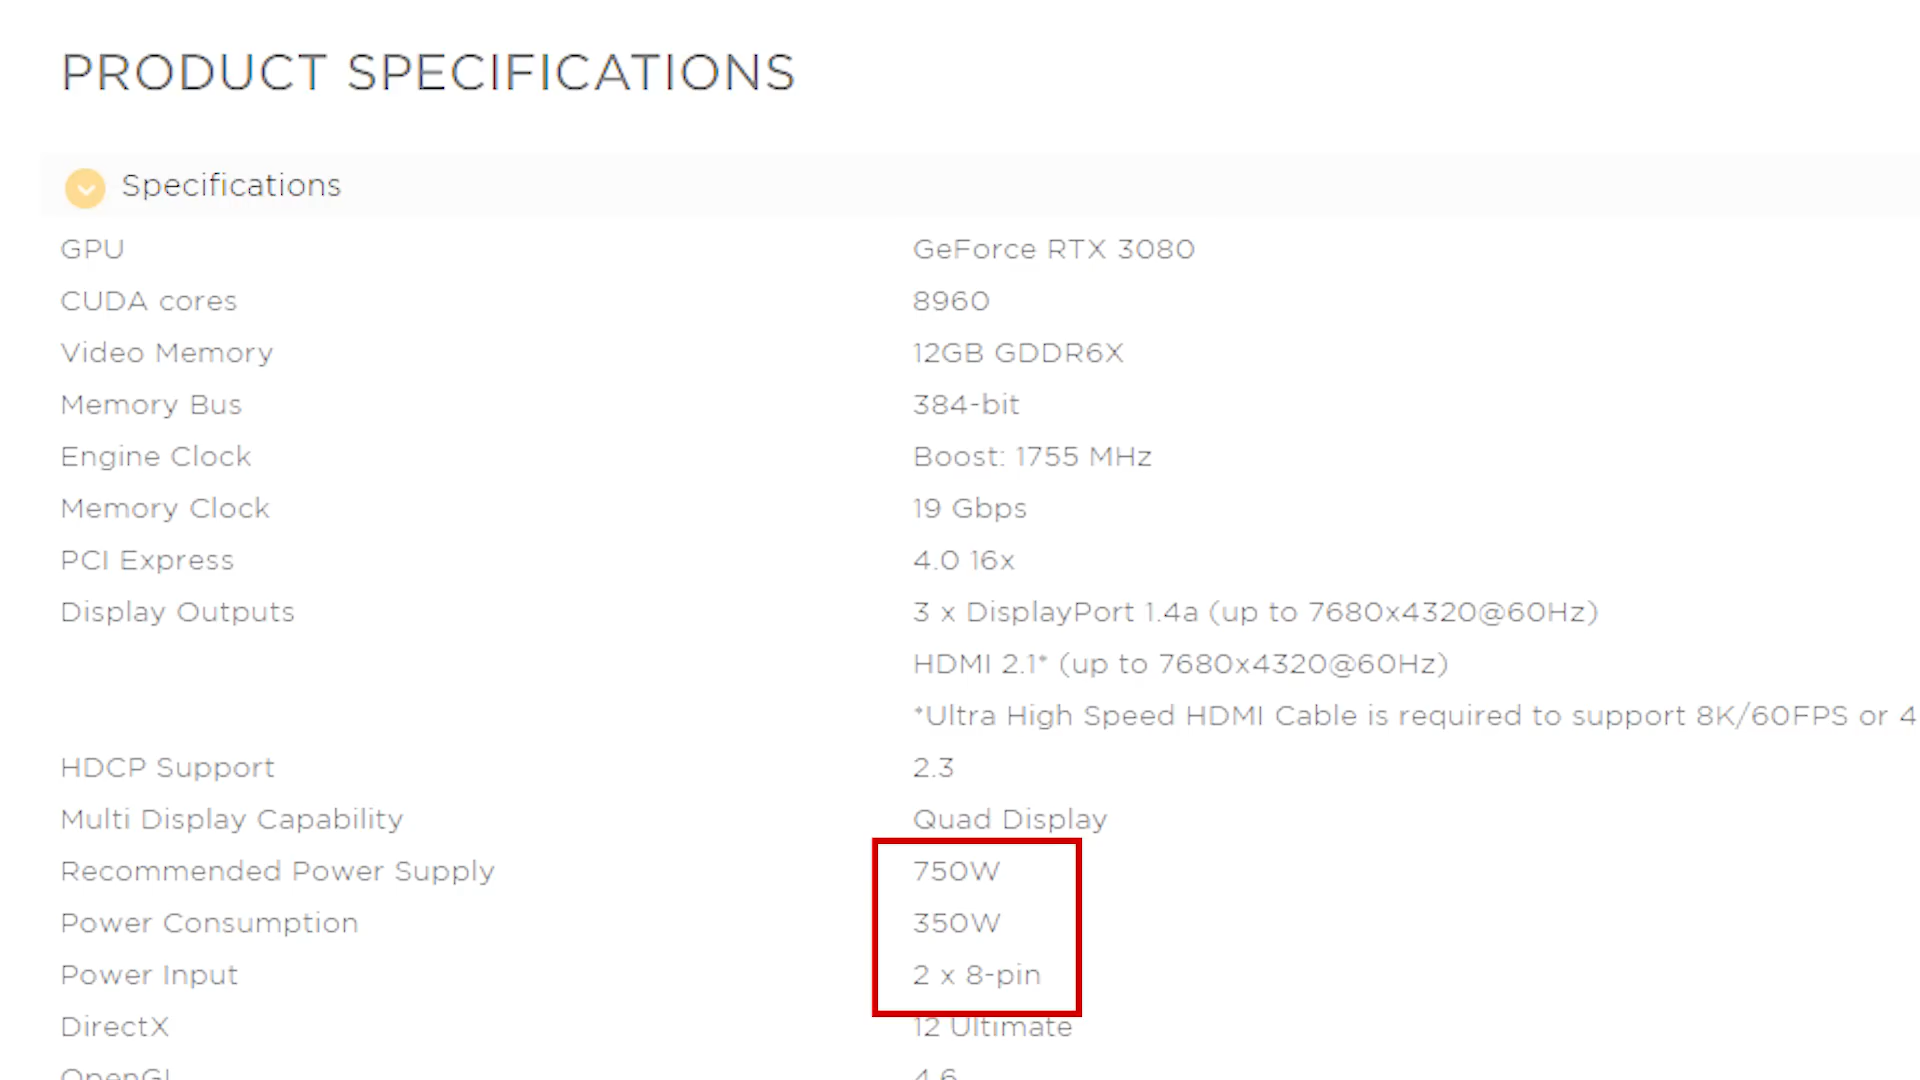 PRODUCT SPECIFICATIONS
Specifications
GPU GeForce RTX 3080
CUDA cores 8960
Video Memory 12GB GDDR6X
Memory Bus 384-bit
Engine Clock Boost: 1755 MHz
Memory Clock 19 Gbps
PCI Express 4.0 16x
Display Outputs 3 x DisplayPort 1.4a (up to 7680x4320@60Hz)
HDMI 2.1* (up to 7680x4320@60Hz)
*Ultra High Speed HDMI Cable is required to support 8K/60FPS or 4
HDCP Support 2.3
Multi Display Capability Quad Display
Recommended Power Supply 750W
Power Consumption 350W
Power Input 2 x 8-pin
DirectX 12 Ultimate
OpenGL 4.6